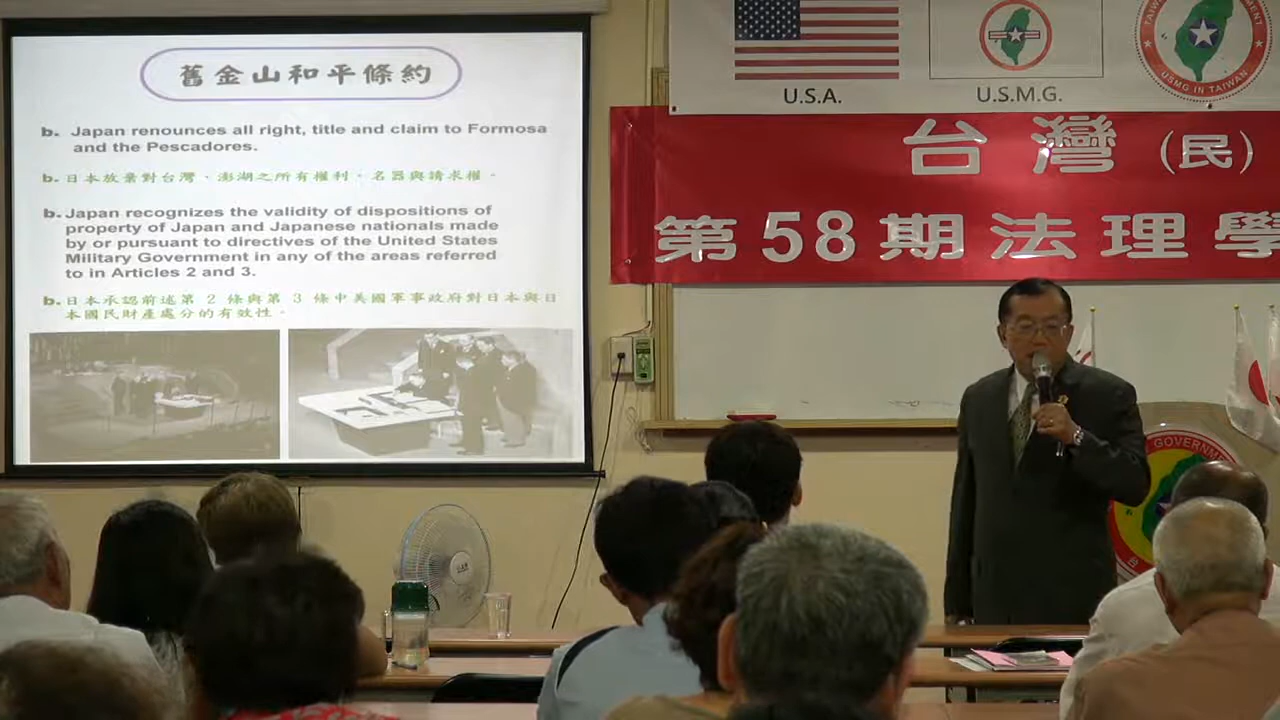 舊金山和平條約
b. Japan renounces all right, title and claim to Formosa
and the Pescadores.
b. 日本放棄對台灣、澎湖之所有權利、名器與請求權。
b. Japan recognizes the validity of dispositions of
property of Japan and Japanese nationals made
by or pursuant to directives of the United States
Military Government in any of the areas referred
to in Articles 2 and 3.
b. 日本承認前述第 2 條與第 3 條中美國軍事政府對日本與日
本國民財產處分的有效性。
U.S.A.
U.S.M.G.
USMG IN TAIWAN
台灣(民)
第58期法理學
GOVERNMENT